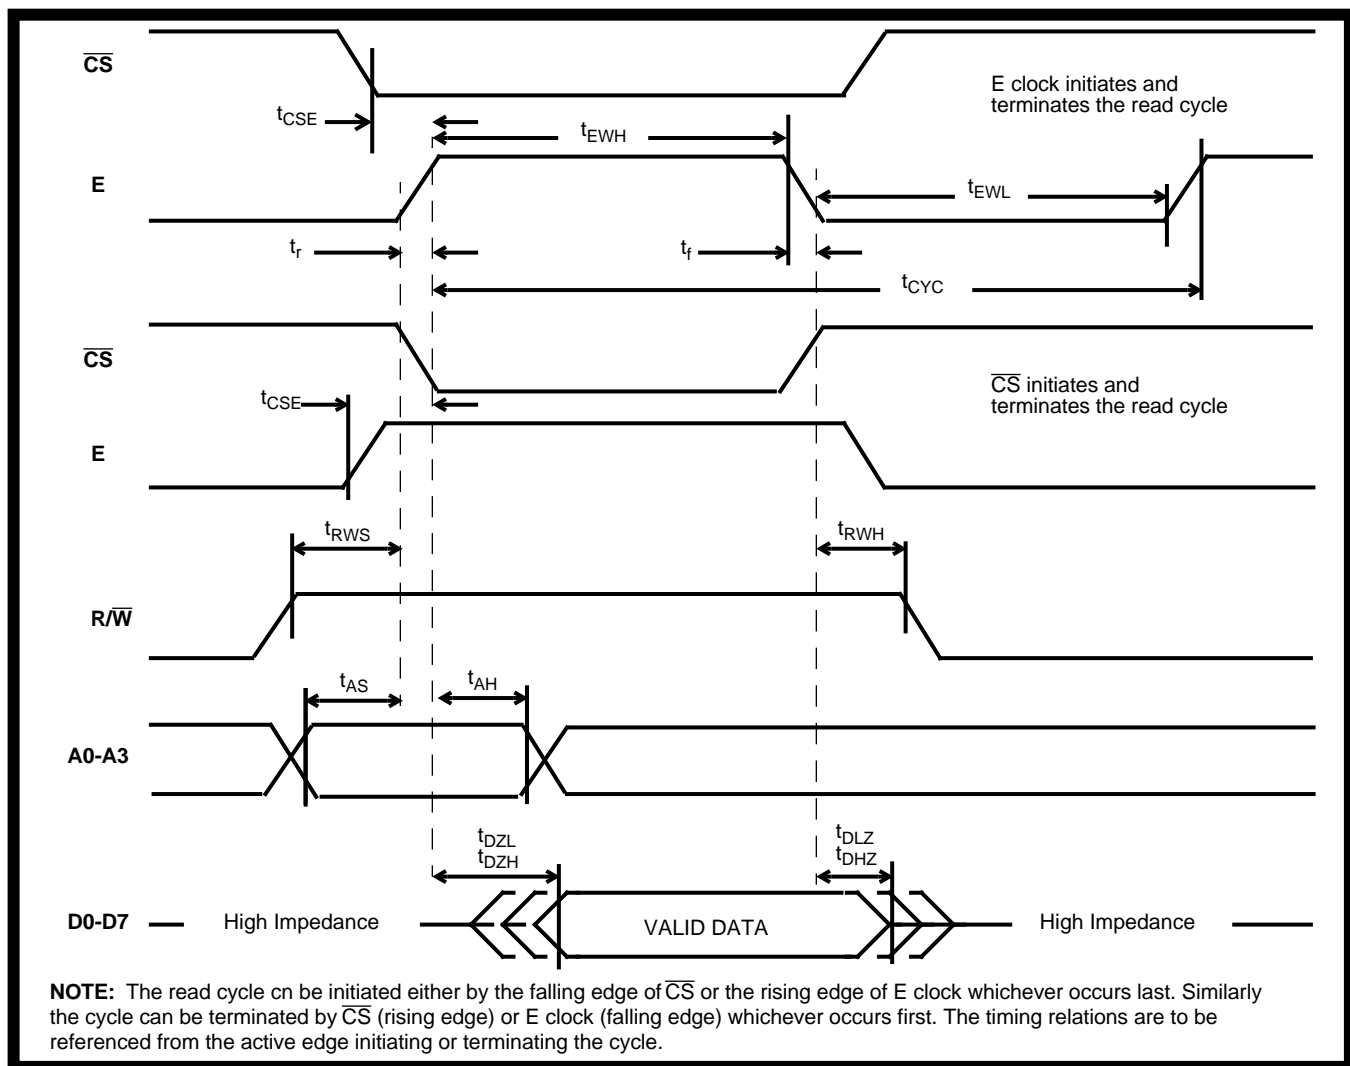 CS
E clock initiates and
terminates the read cycle
tCSE
tEWH
E
tEWL
tr
tf
tCYC
CS
CS initiates and
terminates the read cycle
tCSE
E
tRWS
tRWH
R/W
tAS
tAH
A0-A3
tDZL
tDZH
tDLZ
tDHZ
D0-D7
High Impedance
VALID DATA
High Impedance
NOTE: The read cycle cn be initiated either by the falling edge of CS or the rising edge of E clock whichever occurs last. Similarly
the cycle can be terminated by CS (rising edge) or E clock (falling edge) whichever occurs first. The timing relations are to be
referenced from the active edge initiating or terminating the cycle.